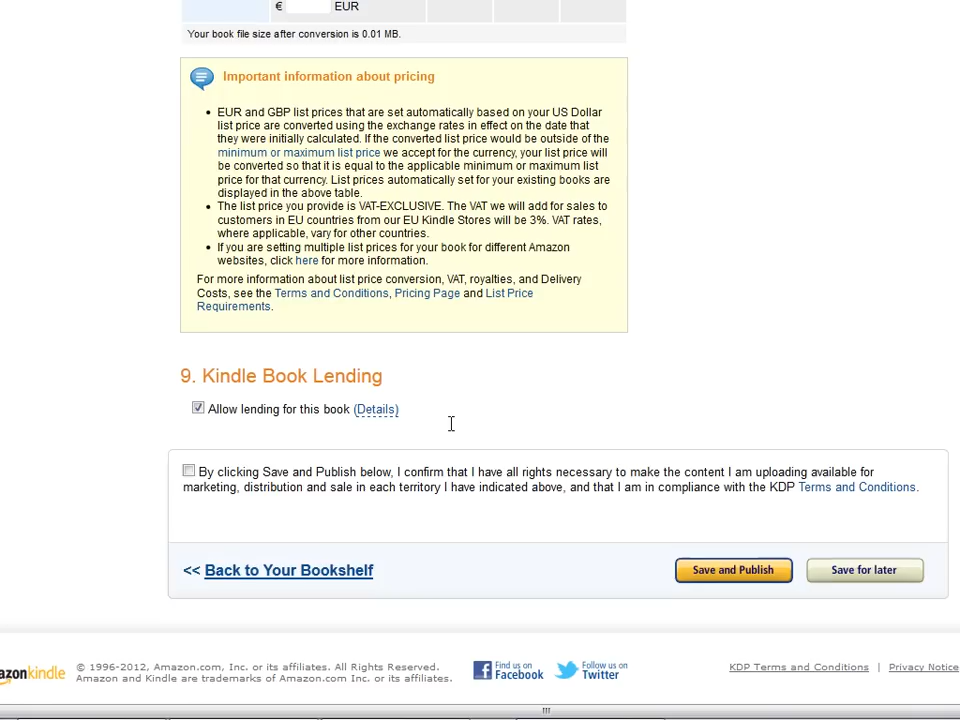 € EUR
Your book file size after conversion is 0.01 MB.
Important information about pricing
• EUR and GBP list prices that are set automatically based on your US Dollar
list price are converted using the exchange rates in effect on the date that
they were initially calculated. If the converted list price would be outside of the
minimum or maximum list price we accept for the currency, your list price will
be converted so that it is equal to the applicable minimum or maximum list
price for that currency. List prices automatically set for your existing books are
displayed in the above table.
• The list price you provide is VAT-EXCLUSIVE. The VAT we will add for sales to
customers in EU countries from our EU Kindle Stores will be 3%. VAT rates,
where applicable, vary for other countries.
• If you are setting multiple list prices for your book for different Amazon
websites, click here for more information.
For more information about list price conversion, VAT, royalties, and Delivery
Costs, see the Terms and Conditions, Pricing Page and List Price
Requirements.
9. Kindle Book Lending
Allow lending for this book (Details)
By clicking Save and Publish below, I confirm that I have all rights necessary to make the content I am uploading available for
marketing, distribution and sale in each territory I have indicated above, and that I am in compliance with the KDP Terms and Conditions.
<< Back to Your Bookshelf
Save and Publish
Save for later
azonkindle
© 1996-2012, Amazon.com, Inc. or its affiliates. All Rights Reserved.
Amazon and Kindle are trademarks of Amazon.com Inc. or its affiliates.
Find us on
Facebook
Follow us on
Twitter
KDP Terms and Conditions | Privacy Notice